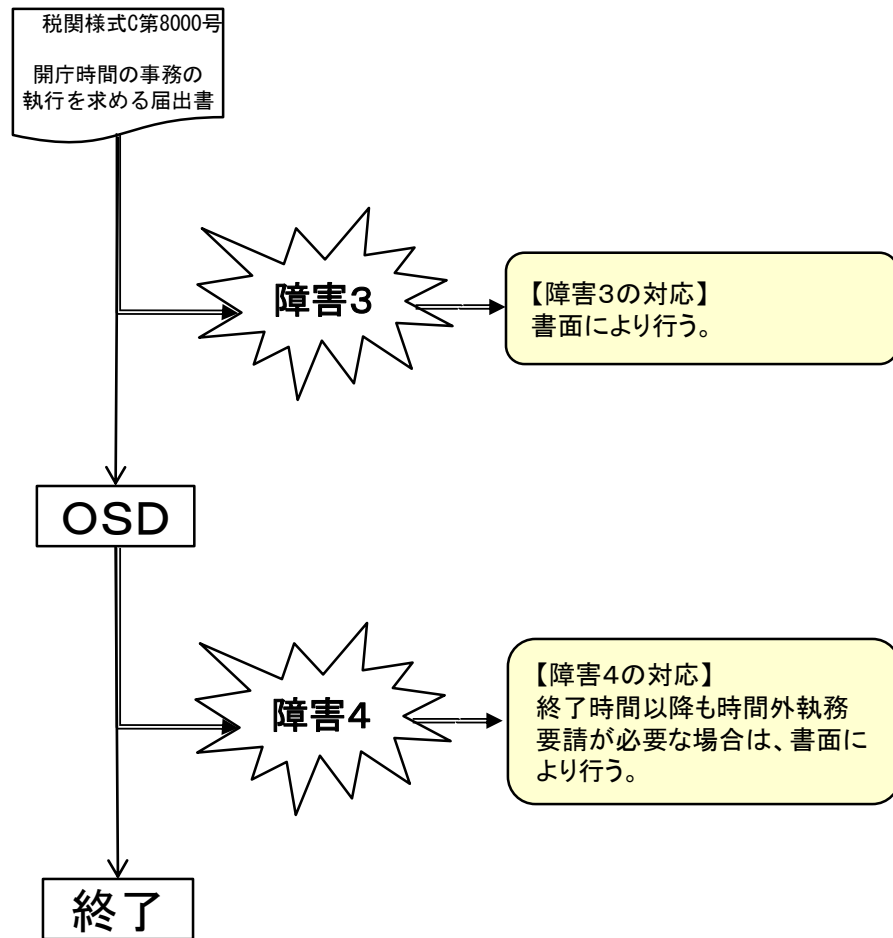 税関様式C第8000号
開庁時間の事務の
執行を求める届出書
障害3
【障害3の対応】
書面により行う。
OSD
障害4
【障害4の対応】
終了時間以降も時間外執務
要請が必要な場合は、書面に
より行う。
終了